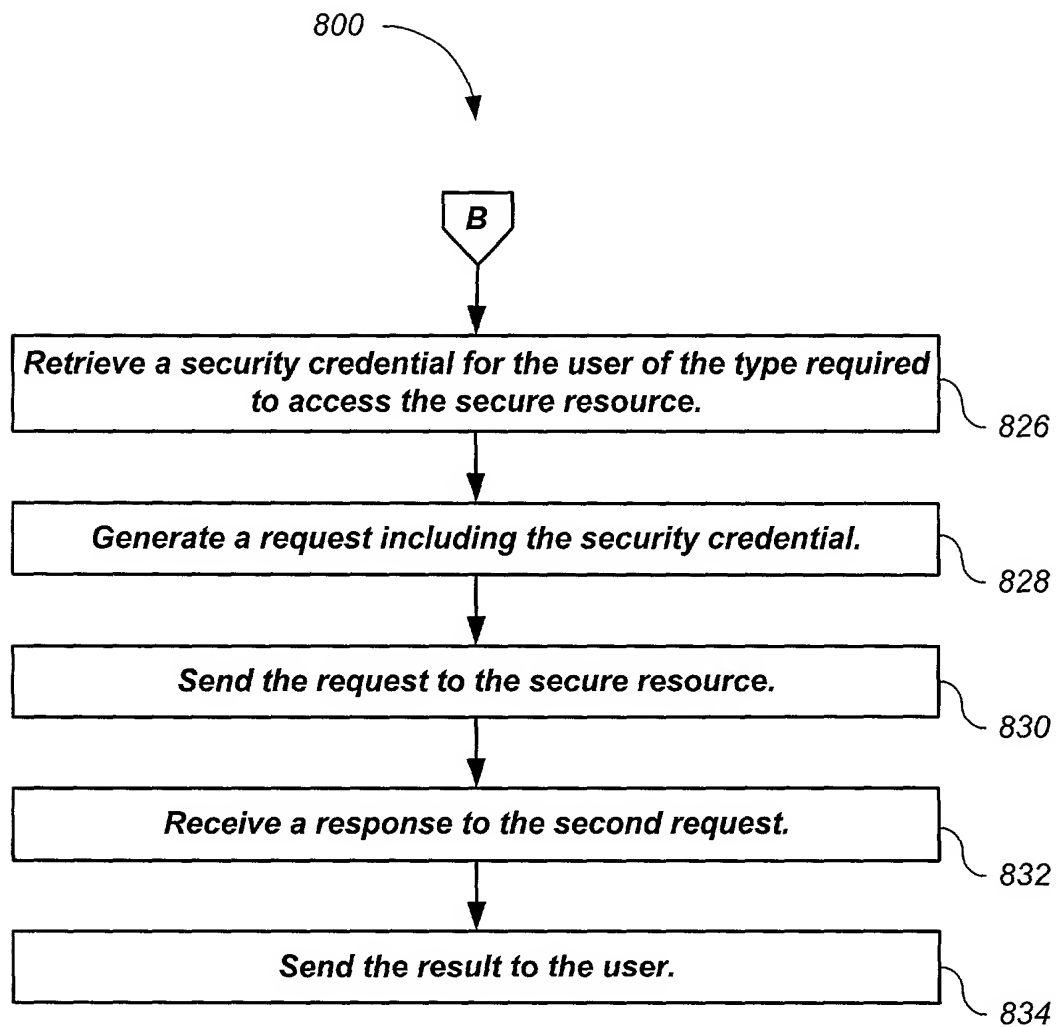 800
B
Retrieve a security credential for the user of the type required
to access the secure resource.
826
Generate a request including the security credential.
828
Send the request to the secure resource.
830
Receive a response to the second request.
832
Send the result to the user.
834